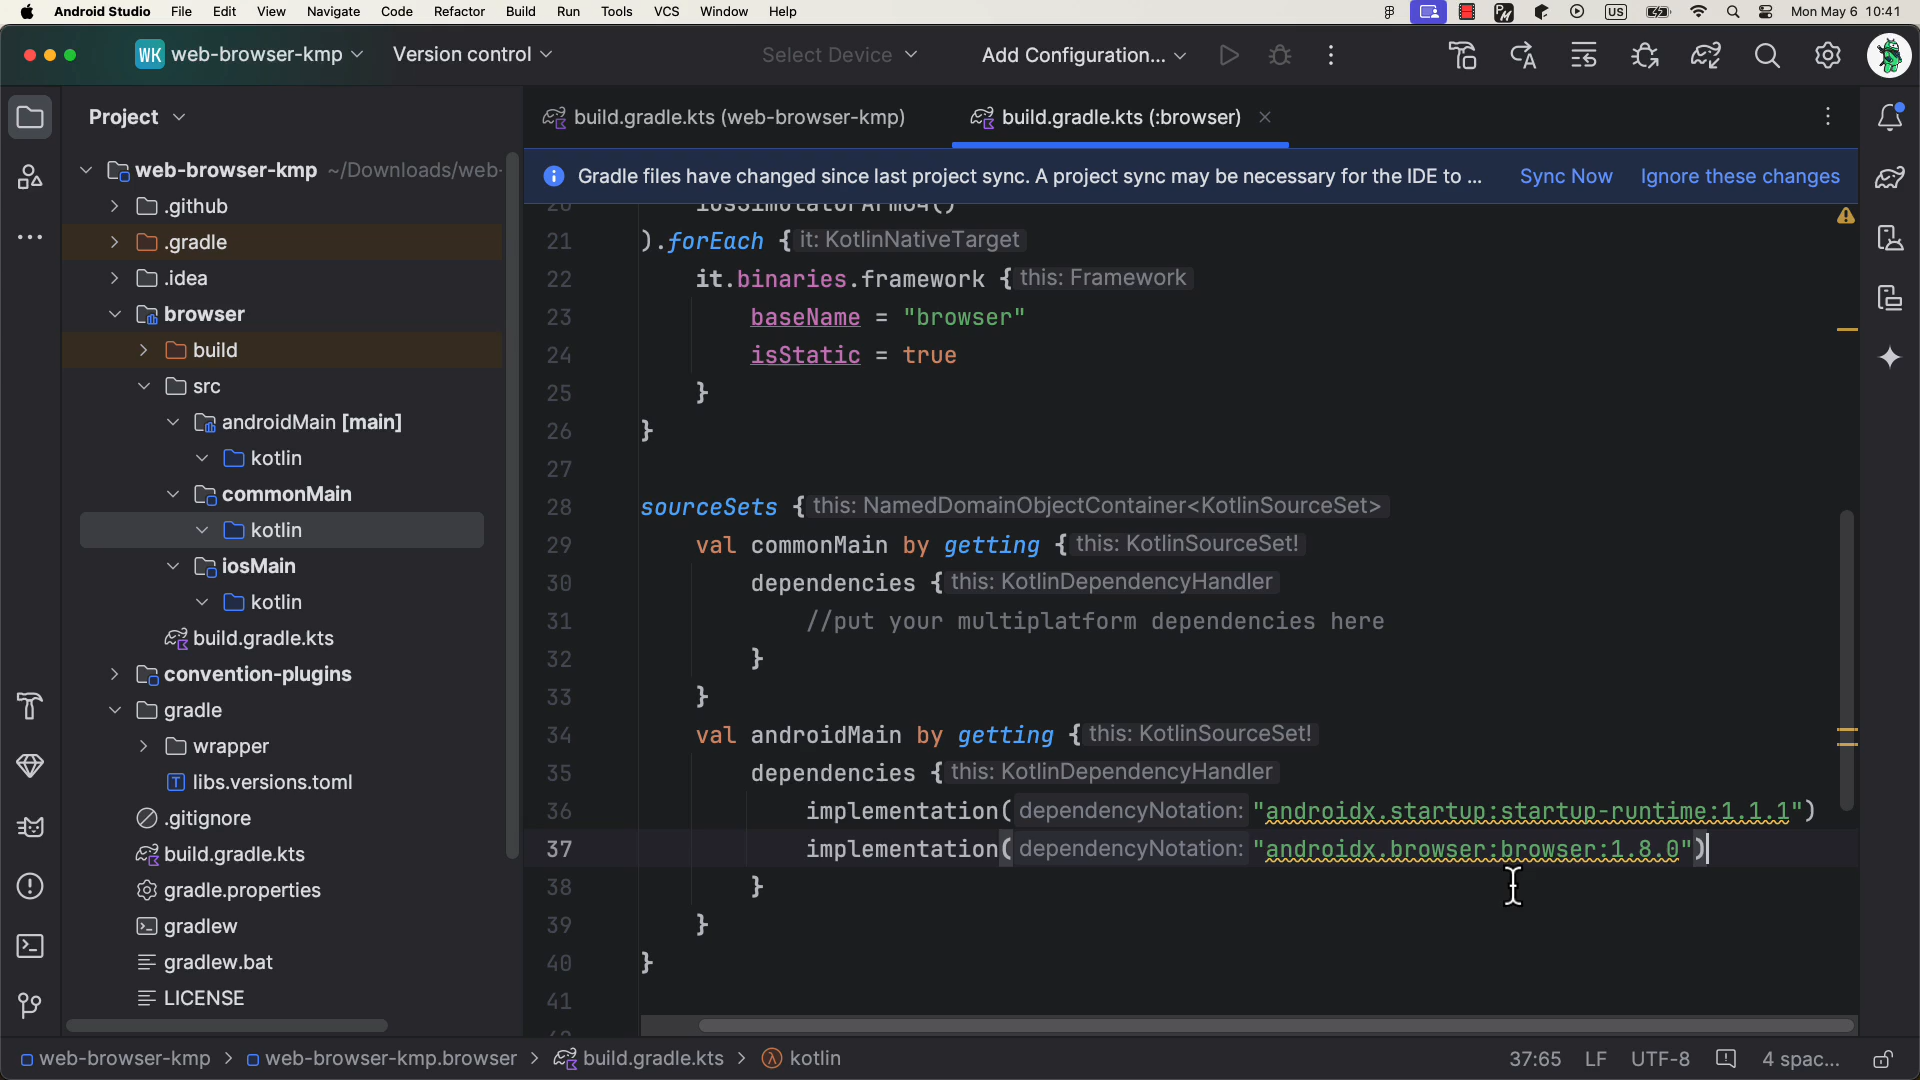 Android Studio File Edit View Navigate Code Refactor Build Run Tools VCS Window Help US Mon May 6 10:41
WK web-browser-kmp Version control Select Device Add Configuration...
Project
build.gradle.kts (web-browser-kmp) build.gradle.kts (:browser)
Gradle files have changed since last project sync. A project sync may be necessary for the IDE to ... Sync Now Ignore these changes
web-browser-kmp ~/Downloads/web-
.github
.gradle
.idea
browser
build
src
androidMain [main]
kotlin
commonMain
kotlin
iosMain
kotlin
build.gradle.kts
convention-plugins
gradle
wrapper
libs.versions.toml
.gitignore
build.gradle.kts
gradle.properties
gradlew
gradlew.bat
LICENSE
20 iosSimulatorArm64()
21 ).forEach { it: KotlinNativeTarget
22 it.binaries.framework { this: Framework
23 baseName = "browser"
24 isStatic = true
25 }
26 }
27
28 sourceSets { this: NamedDomainObjectContainer<KotlinSourceSet>
29 val commonMain by getting { this: KotlinSourceSet!
30 dependencies { this: KotlinDependencyHandler
31 //put your multiplatform dependencies here
32 }
33 }
34 val androidMain by getting { this: KotlinSourceSet!
35 dependencies { this: KotlinDependencyHandler
36 implementation( dependencyNotation: "androidx.startup:startup-runtime:1.1.1")
37 implementation( dependencyNotation: "androidx.browser:browser:1.8.0")
38 }
39 }
40 }
41
web-browser-kmp > web-browser-kmp.browser > build.gradle.kts > kotlin 37:65 LF UTF-8 4 spac...